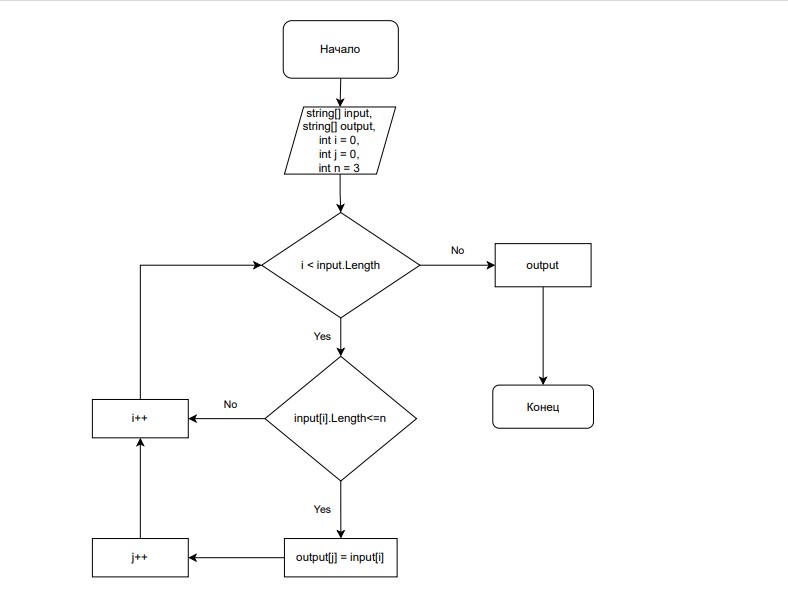 Начало
string[] input,
string[] output,
int i = 0,
int j = 0,
int n = 3
i < input.Length
No
output
Yes
input[i].Length<=n
No
i++
Конец
Yes
output[j] = input[i]
j++